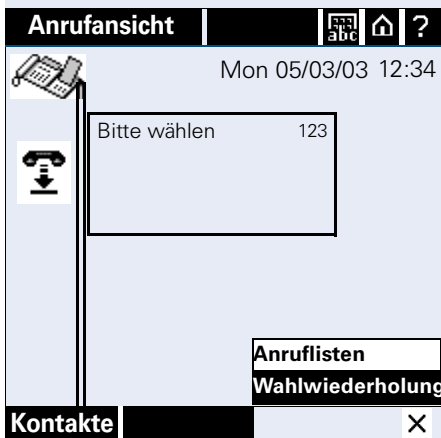 Anrufansicht abc ?
Mon 05/03/03 12:34
Bitte wählen 123
Anruflisten
Wahlwiederholung
Kontakte